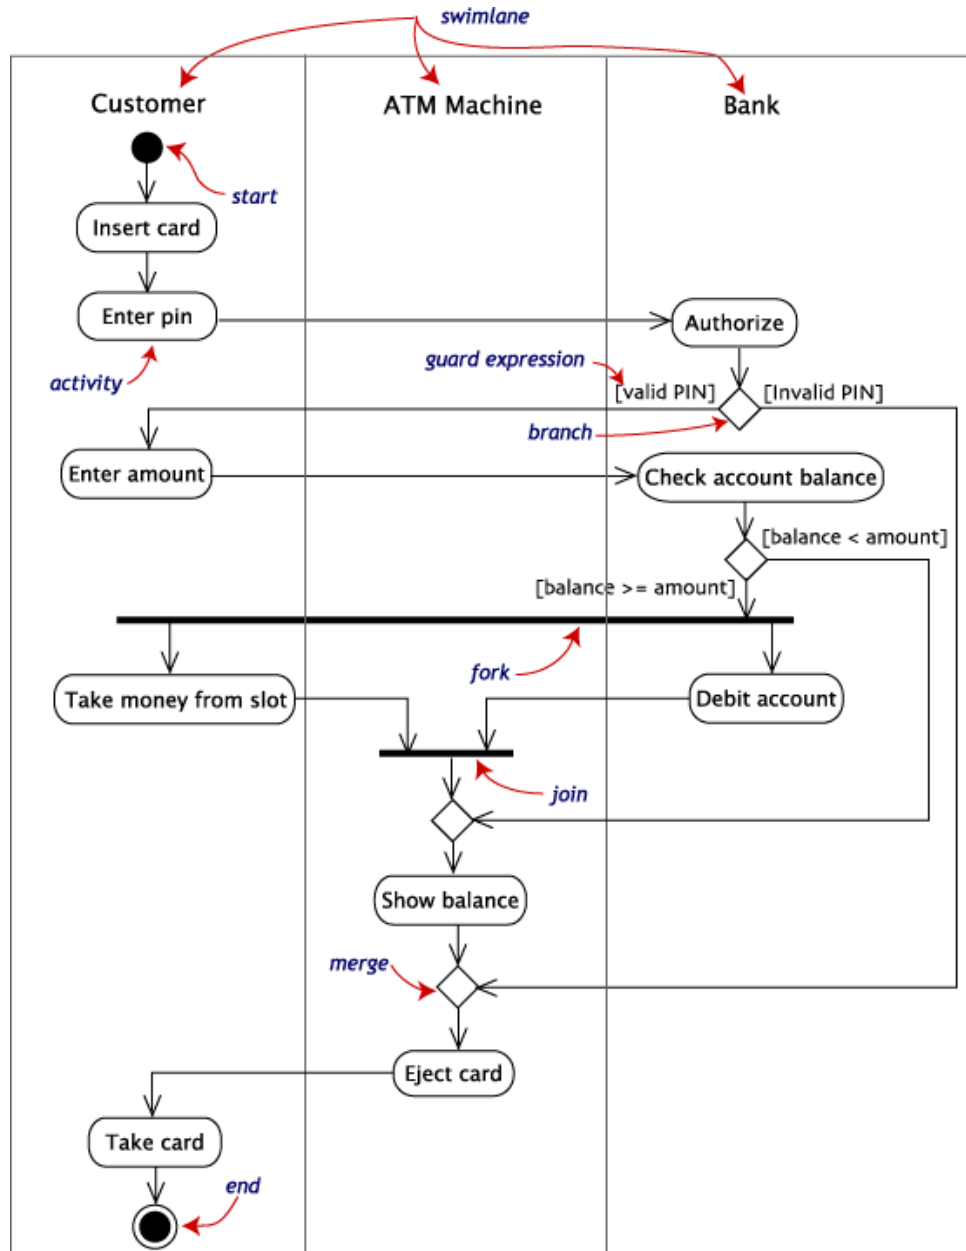 swimlane
Customer
ATM Machine
Bank
start
Insert card
Enter pin
Authorize
activity
guard expression
[valid PIN]
[Invalid PIN]
branch
Enter amount
Check account balance
[balance < amount]
[balance >= amount]
fork
Take money from slot
Debit account
join
Show balance
merge
Eject card
Take card
end